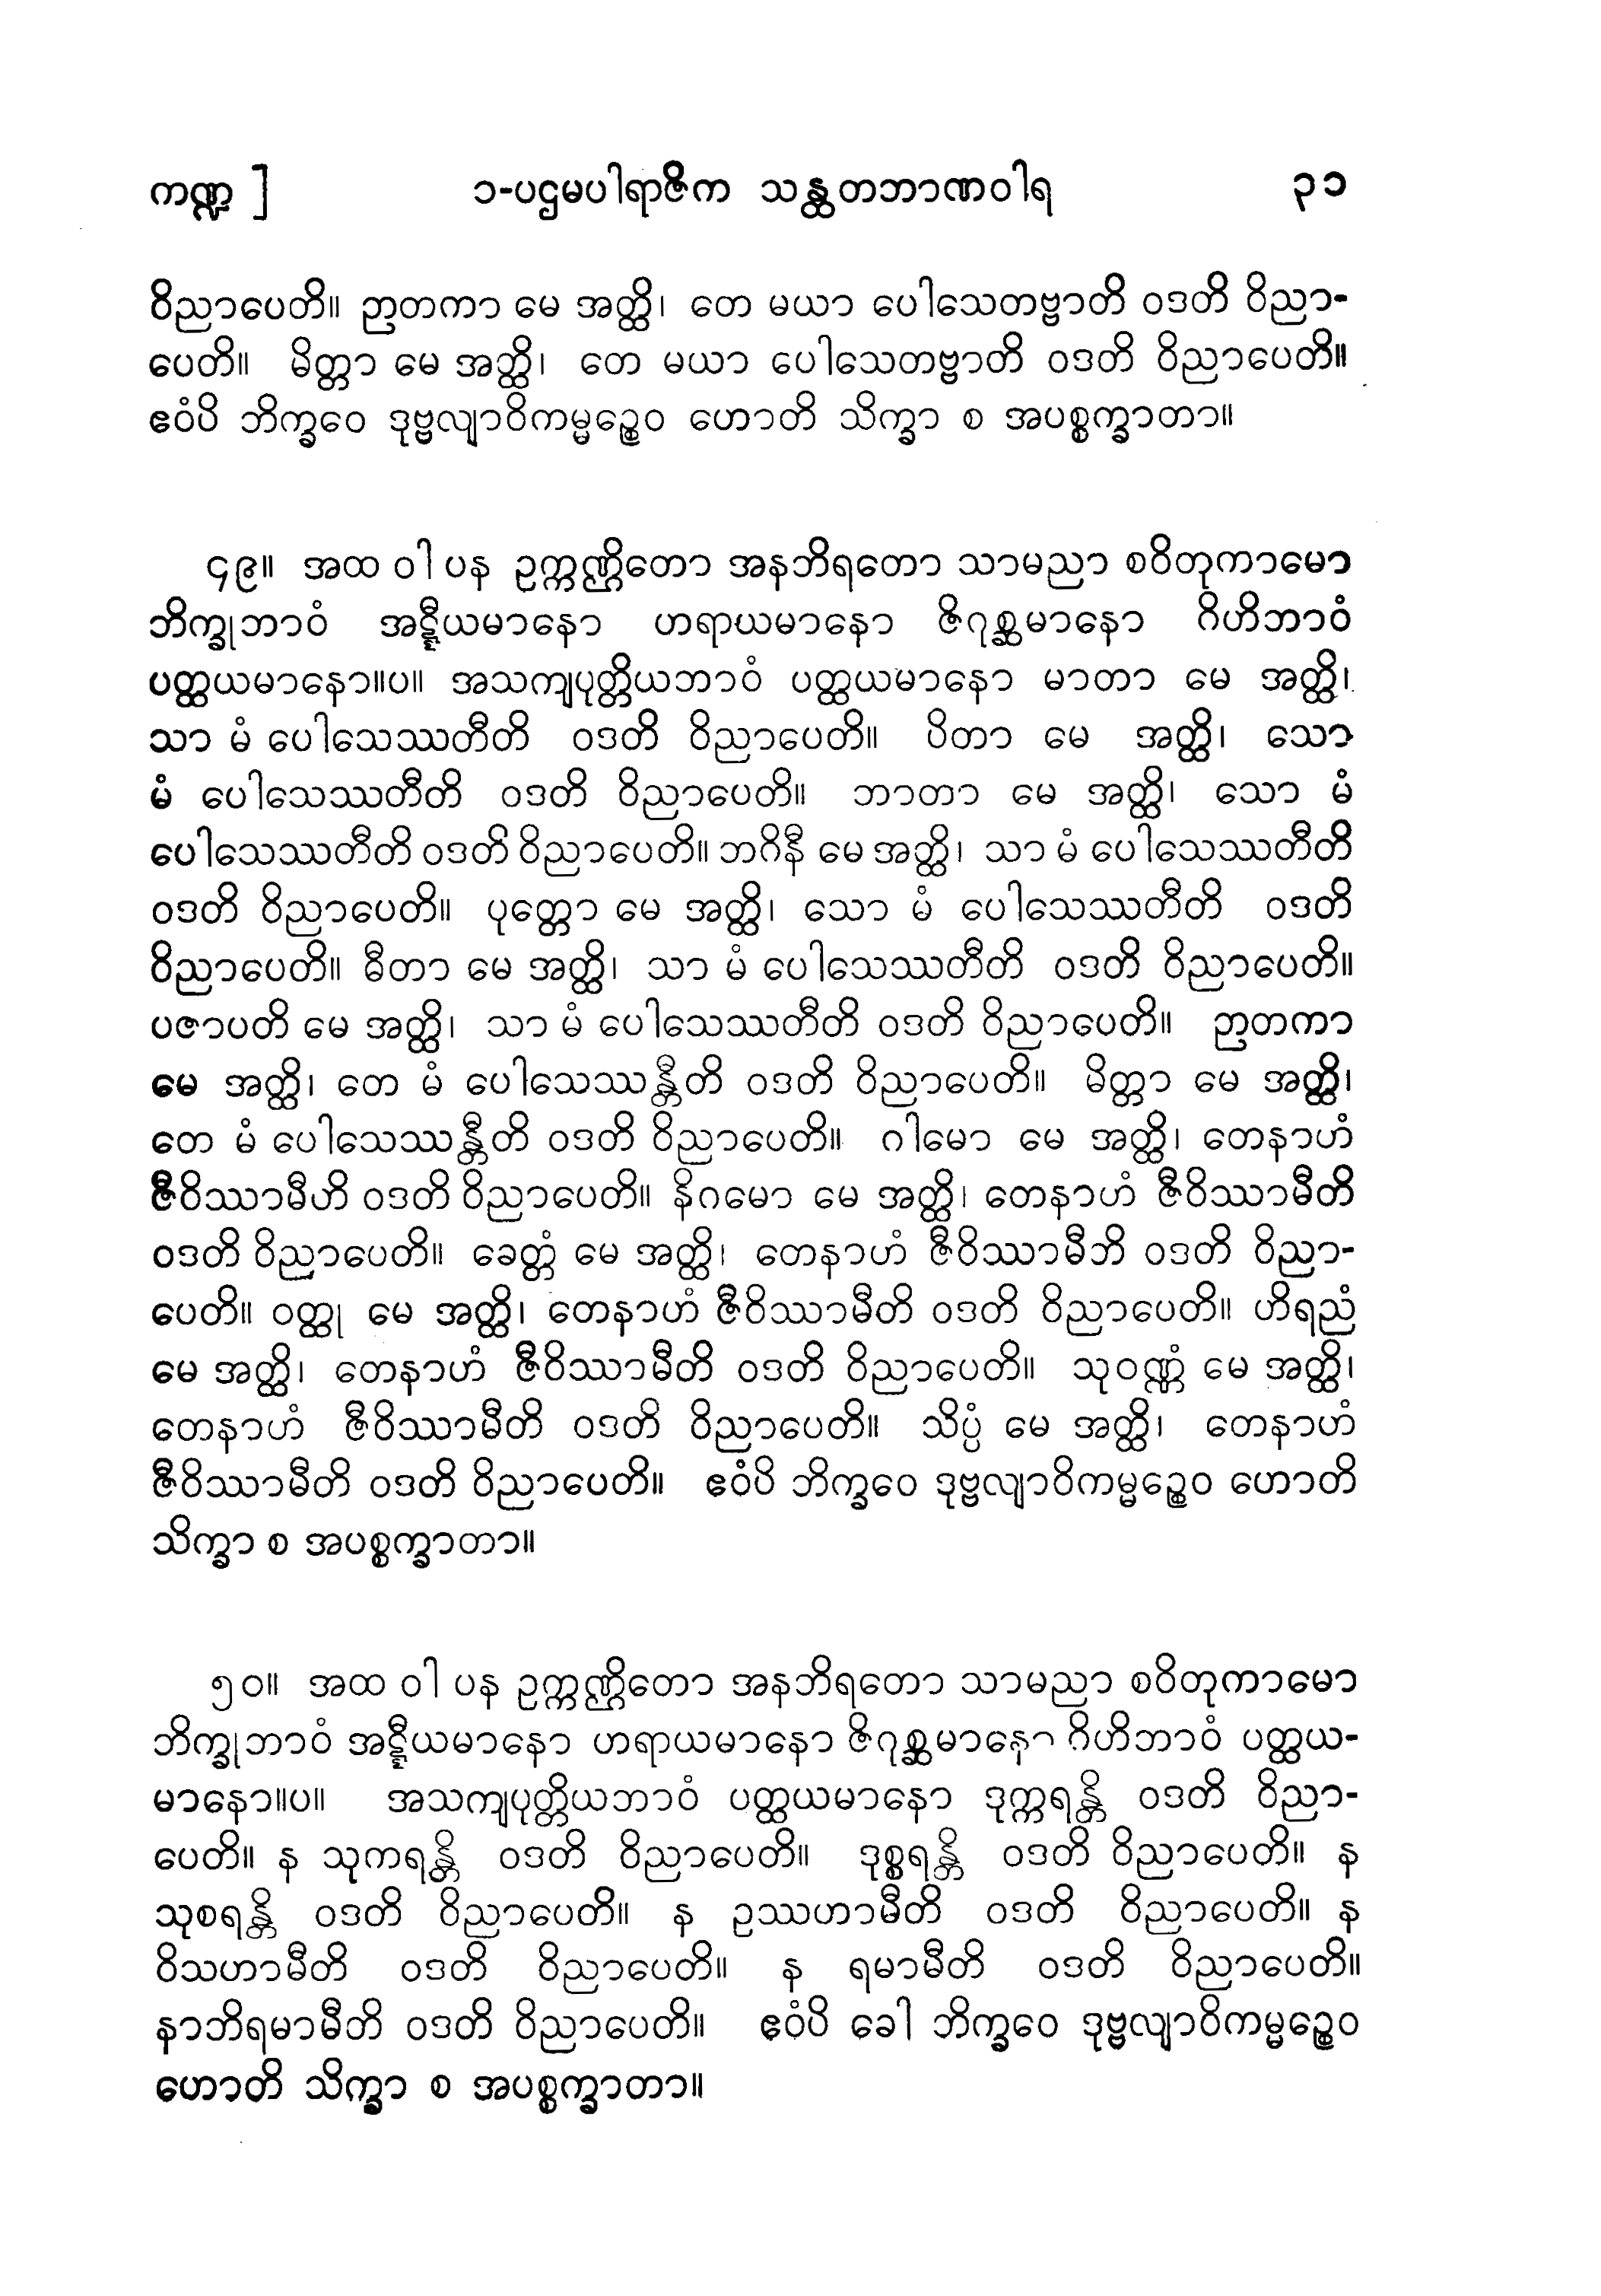 ကဏ္ဍ ] ၁-ပဌမပါရာဇိက သန္ထတဘာဏဝါရ ၃၁
ဝိညာပေတိ။ ဉာတကာ မေ အတ္ထိ၊ တေ မယာ ပေါသေတဗ္ဗာတိ ဝဒတိ ဝိညာ-
ပေတိ။ မိတ္တာ မေ အတ္ထိ၊ တေ မယာ ပေါသေတဗ္ဗာတိ ဝဒတိ ဝိညာပေတိ။
ဧဝံပိ ဘိက္ခဝေ ဒုဗ္ဗလျာဝိကမ္မဉ္စေဝ ဟောတိ သိက္ခာ စ အပစ္စက္ခာတာ။
၄၉။ အထ ဝါ ပန ဥက္ကဏ္ဌိတော အနဘိရတော သာမညာ စဝိတုကာမော
ဘိက္ခုဘာဝံ အဋ္ဋီယမာနော ဟရာယမာနော ဇိဂုစ္ဆမာနော ဂိဟိဘာဝံ
ပတ္ထယမာနော။ပ။ အသကျပုတ္တိယဘာဝံ ပတ္ထယမာနော မာတာ မေ အတ္ထိ၊
သာ မံ ပေါသေဿတီတိ ဝဒတိ ဝိညာပေတိ။ ပိတာ မေ အတ္ထိ၊ သော
မံ ပေါသေဿတီတိ ဝဒတိ ဝိညာပေတိ။ ဘာတာ မေ အတ္ထိ၊ သော မံ
ပေါသေဿတီတိ ဝဒတိ ဝိညာပေတိ။ ဘဂိနီ မေ အတ္ထိ၊ သာ မံ ပေါသေဿတီတိ
ဝဒတိ ဝိညာပေတိ။ ပုတ္တော မေ အတ္ထိ၊ သော မံ ပေါသေဿတီတိ ဝဒတိ
ဝိညာပေတိ။ ဓီတာ မေ အတ္ထိ၊ သာ မံ ပေါသေဿတီတိ ဝဒတိ ဝိညာပေတိ။
ပဇာပတိ မေ အတ္ထိ၊ သာ မံ ပေါသေဿတီတိ ဝဒတိ ဝိညာပေတိ။ ဉာတကာ
မေ အတ္ထိ၊ တေ မံ ပေါသေဿန္တီတိ ဝဒတိ ဝိညာပေတိ။ မိတ္တာ မေ အတ္ထိ၊
တေ မံ ပေါသေဿန္တီတိ ဝဒတိ ဝိညာပေတိ။ ဂါမော မေ အတ္ထိ၊ တေနာဟံ
ဇီဝိဿာမီဟိ ဝဒတိ ဝိညာပေတိ။ နိဂမော မေ အတ္ထိ၊ တေနာဟံ ဇီဝိဿာမီတိ
ဝဒတိ ဝိညာပေတိ။ ခေတ္တံ မေ အတ္ထိ၊ တေနာဟံ ဇီဝိဿာမီဘိ ဝဒတိ ဝိညာ-
ပေတိ။ ဝတ္ထု မေ အတ္ထိ၊ တေနာဟံ ဇီဝိဿာမီတိ ဝဒတိ ဝိညာပေတိ။ ဟိရညံ
မေ အတ္ထိ၊ တေနာဟံ ဇီဝိဿာမီတိ ဝဒတိ ဝိညာပေတိ။ သုဝဏ္ဏံ မေ အတ္ထိ၊
တေနာဟံ ဇီဝိဿာမီတိ ဝဒတိ ဝိညာပေတိ။ သိပ္ပံ မေ အတ္ထိ၊ တေနာဟံ
ဇီဝိဿာမီတိ ဝဒတိ ဝိညာပေတိ။ ဧဝံပိ ဘိက္ခဝေ ဒုဗ္ဗလျာဝိကမ္မဉ္စေဝ ဟောတိ
သိက္ခာ စ အပစ္စက္ခာတာ။
၅၀။ အထ ဝါ ပန ဥက္ကဏ္ဌိတော အနဘိရတော သာမညာ စဝိတုကာမော
ဘိက္ခုဘာဝံ အဋ္ဋီယမာနော ဟရာယမာနော ဇိဂုစ္ဆမာနော ဂိဟိဘာဝံ ပတ္ထယ-
မာနော။ပ။ အသကျပုတ္တိယဘာဝံ ပတ္ထယမာနော ဒုက္ကရန္တိ ဝဒတိ ဝိညာ-
ပေတိ။ န သုကရန္တိ ဝဒတိ ဝိညာပေတိ။ ဒုစ္စရန္တိ ဝဒတိ ဝိညာပေတိ။ န
သုစရန္တိ ဝဒတိ ဝိညာပေတိ။ န ဥဿဟာမီတိ ဝဒတိ ဝိညာပေတိ။ န
ဝိသဟာမီတိ ဝဒတိ ဝိညာပေတိ။ န ရမာမီတိ ဝဒတိ ဝိညာပေတိ။
နာဘိရမာမီတိ ဝဒတိ ဝိညာပေတိ။ ဧဝံပိ ခေါ ဘိက္ခဝေ ဒုဗ္ဗလျာဝိကမ္မဉ္စေဝ
ဟောတိ သိက္ခာ စ အပစ္စက္ခာတာ။